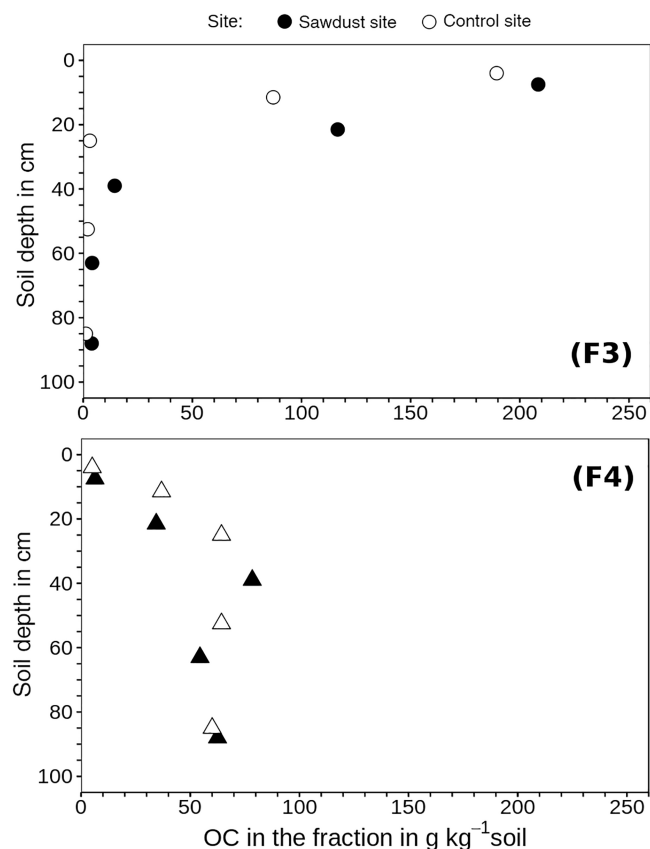 Site: Sawdust site Control site
0
20
40
60
80
100
Soil depth in cm
(F3)
0 50 100 150 200 250
0
20
40
60
80
100
Soil depth in cm
(F4)
0 50 100 150 200 250
OC in the fraction in g kg⁻¹soil